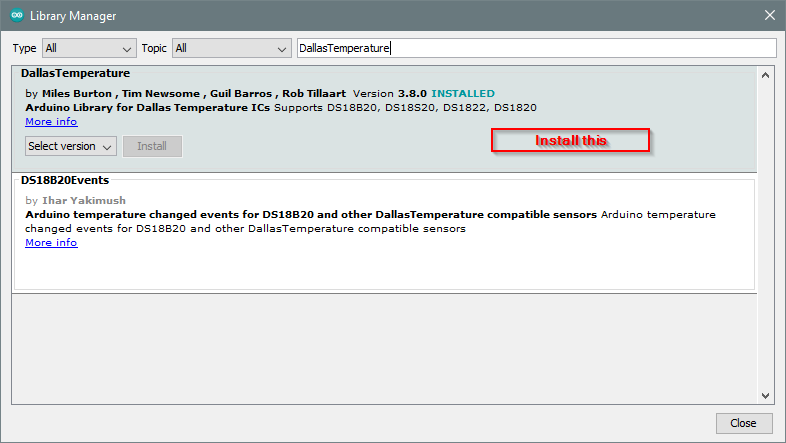 Library Manager
Type All Topic All DallasTemperature
DallasTemperature
by Miles Burton , Tim Newsome , Guil Barros , Rob Tillaart Version 3.8.0 INSTALLED
Arduino Library for Dallas Temperature ICs Supports DS18B20, DS18S20, DS1822, DS1820
More info
Select version Install
Install this
DS18B20Events
by Ihar Yakimush
Arduino temperature changed events for DS18B20 and other DallasTemperature compatible sensors Arduino temperature
changed events for DS18B20 and other DallasTemperature compatible sensors
More info
Close